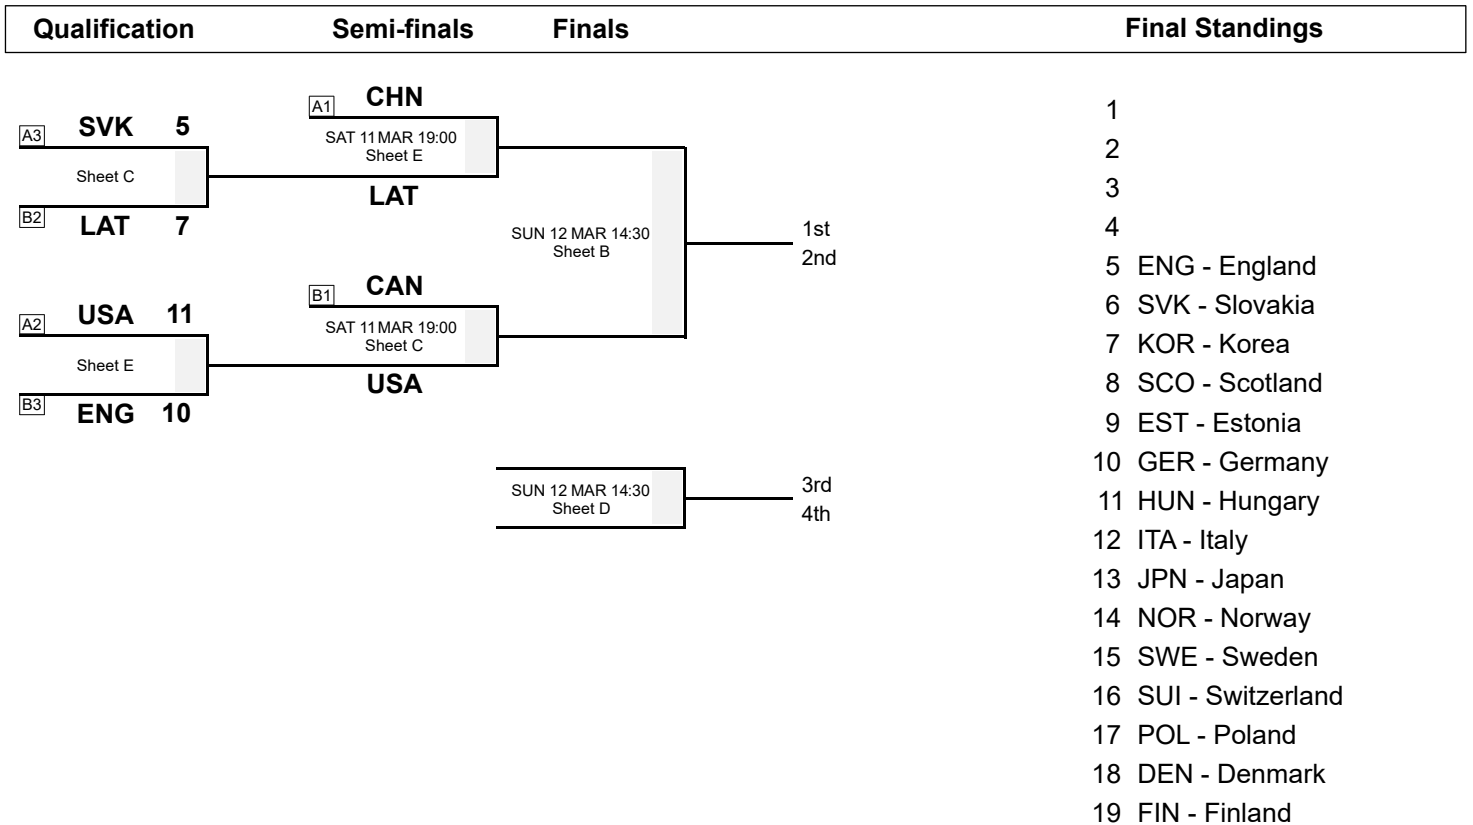 Qualification Semi-finals Finals Final Standings
A1 CHN
A3 SVK 5
SAT 11 MAR 19:00
Sheet E
Sheet C
LAT
B2 LAT 7
SUN 12 MAR 14:30
Sheet B
1st
2nd
B1 CAN
A2 USA 11
SAT 11 MAR 19:00
Sheet C
Sheet E
USA
B3 ENG 10
SUN 12 MAR 14:30
Sheet D
3rd
4th
1
2
3
4
5 ENG - England
6 SVK - Slovakia
7 KOR - Korea
8 SCO - Scotland
9 EST - Estonia
10 GER - Germany
11 HUN - Hungary
12 ITA - Italy
13 JPN - Japan
14 NOR - Norway
15 SWE - Sweden
16 SUI - Switzerland
17 POL - Poland
18 DEN - Denmark
19 FIN - Finland